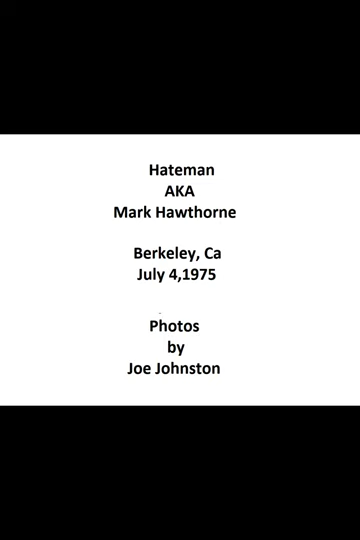 Hateman
AKA
Mark Hawthorne
Berkeley, Ca
July 4,1975
Photos
by
Joe Johnston